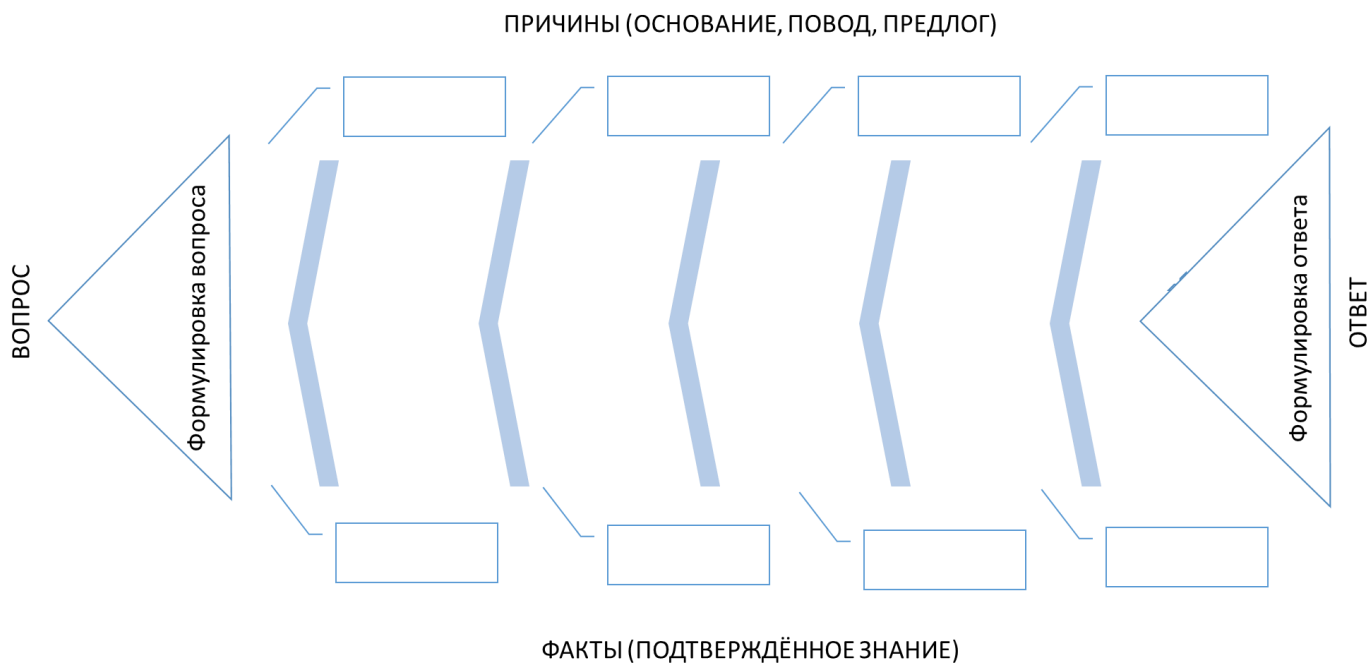 ПРИЧИНЫ (ОСНОВАНИЕ, ПОВОД, ПРЕДЛОГ)
ВОПРОС
Формулировка вопроса
Формулировка ответа
ОТВЕТ
ФАКТЫ (ПОДТВЕРЖДЁННОЕ ЗНАНИЕ)